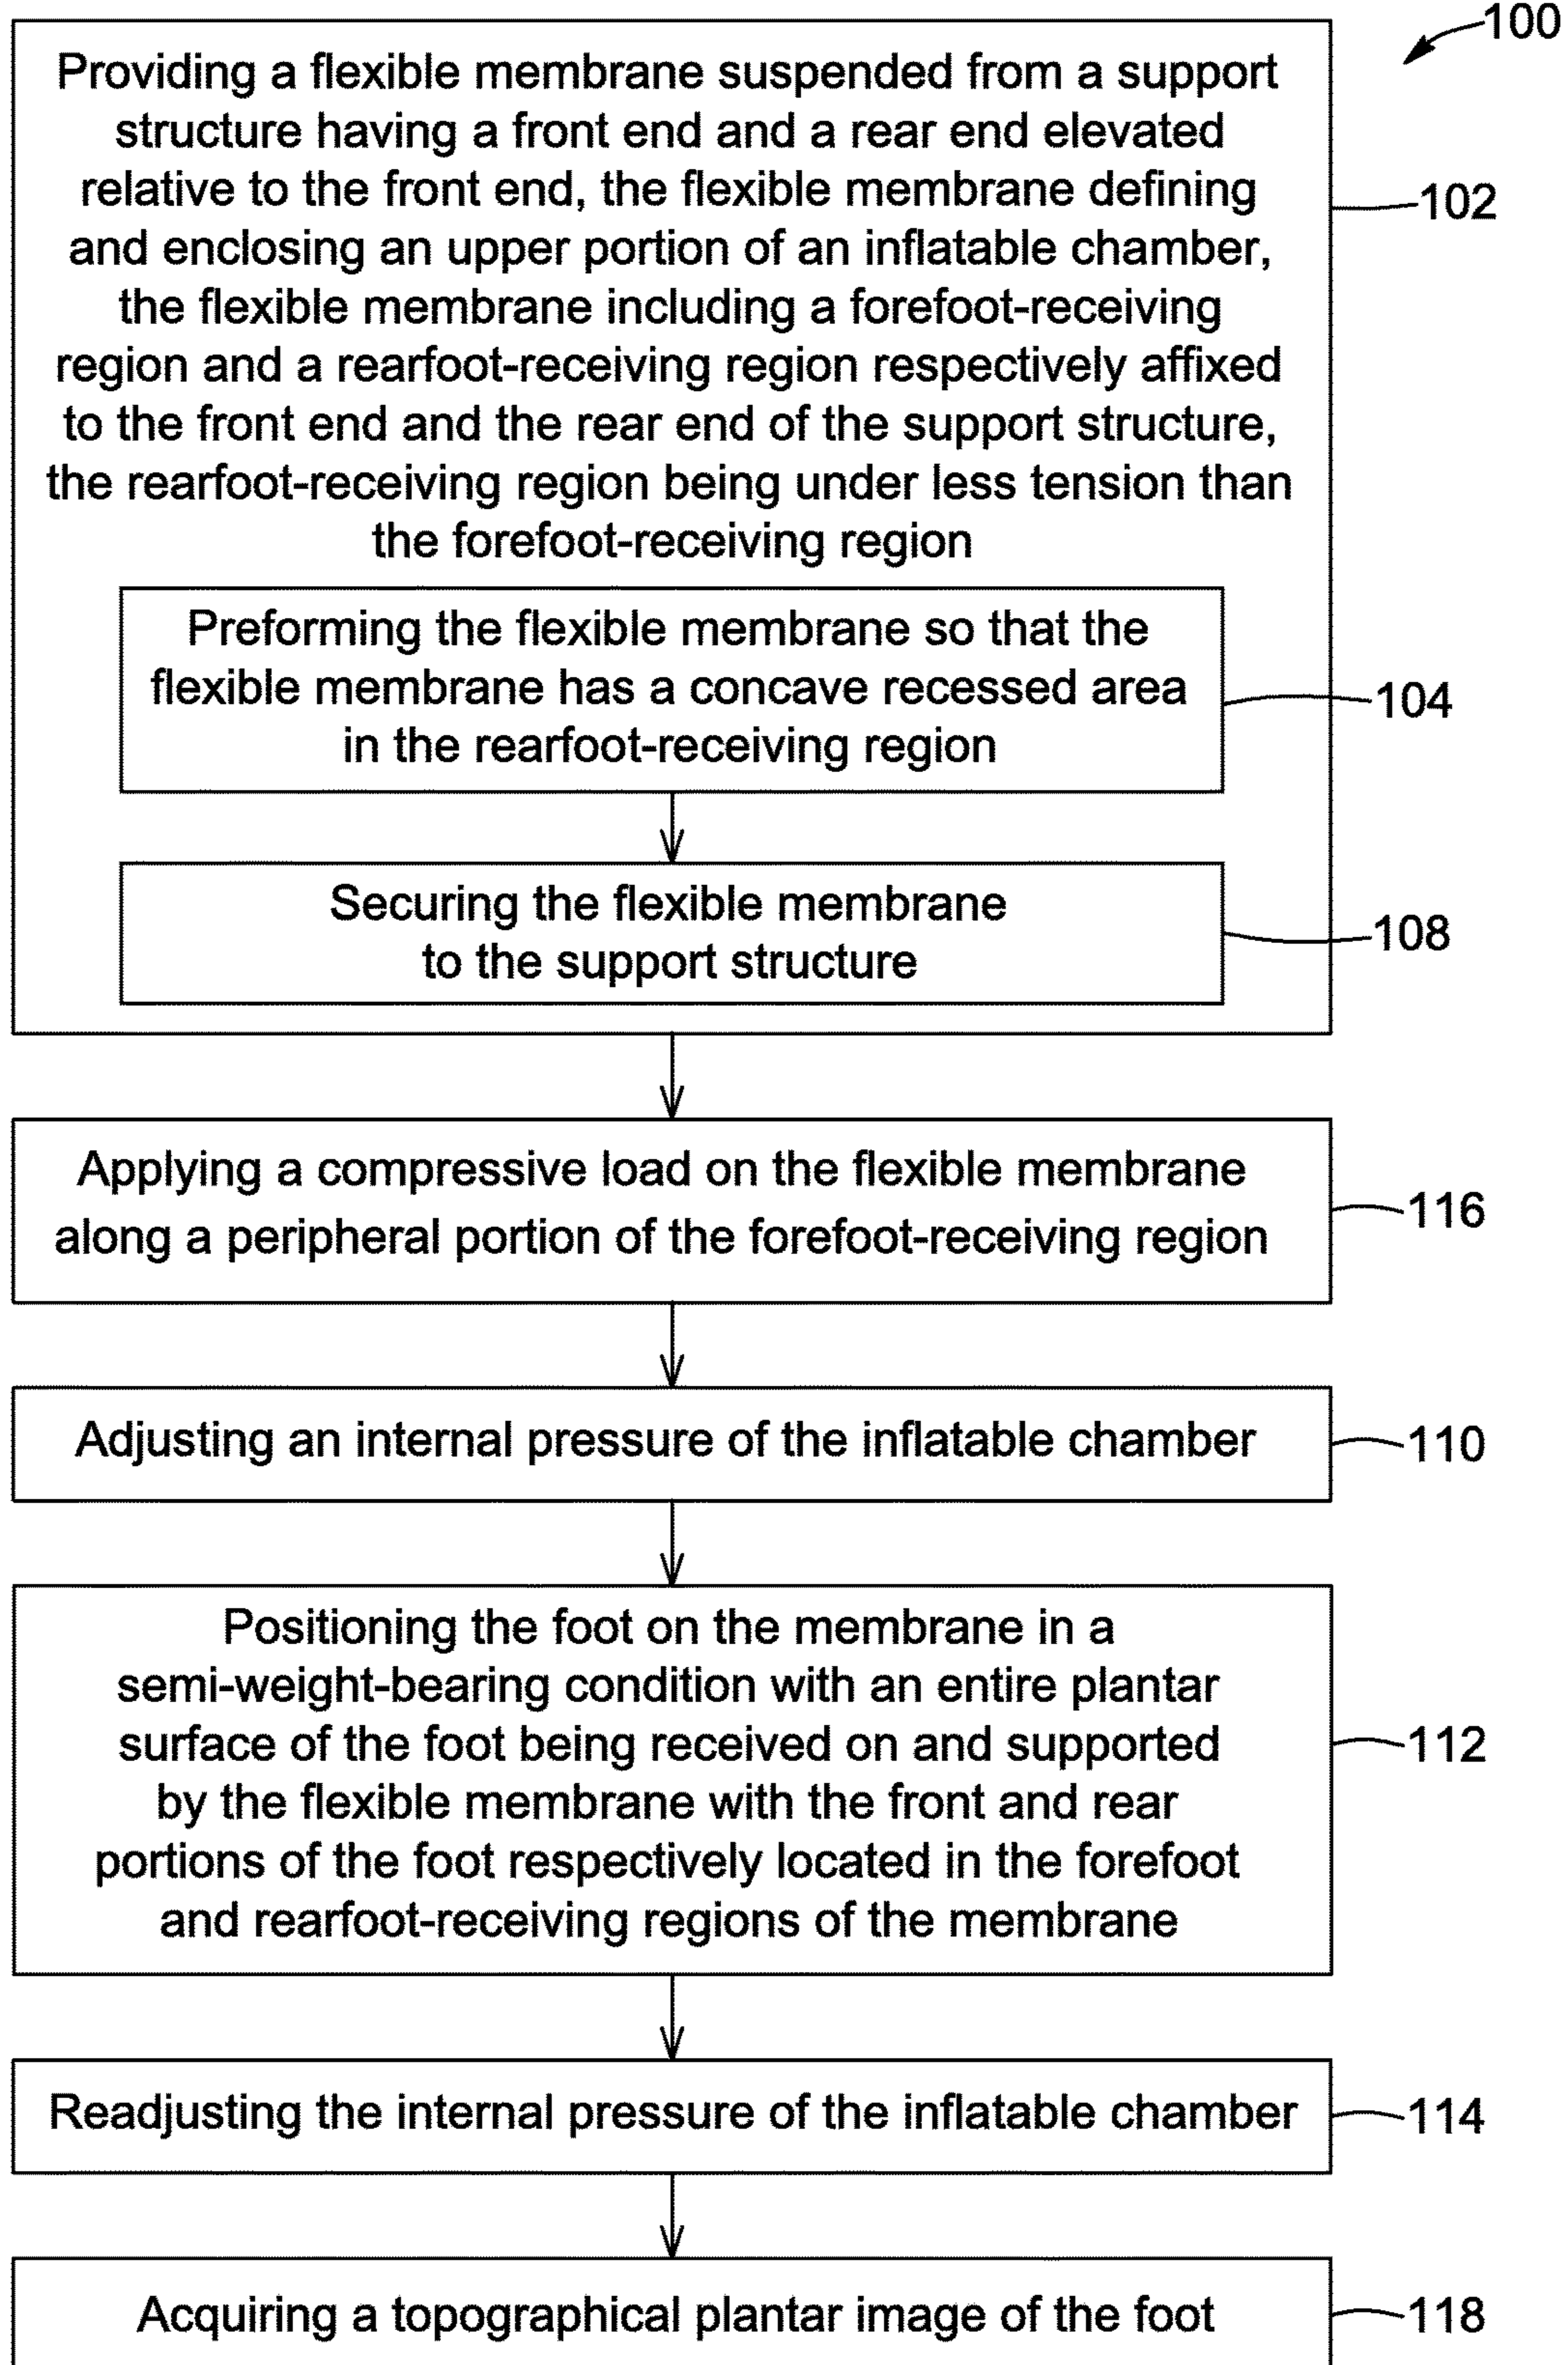 100
Providing a flexible membrane suspended from a support
structure having a front end and a rear end elevated
relative to the front end, the flexible membrane defining
and enclosing an upper portion of an inflatable chamber,
the flexible membrane including a forefoot-receiving
region and a rearfoot-receiving region respectively affixed
to the front end and the rear end of the support structure,
the rearfoot-receiving region being under less tension than
the forefoot-receiving region
102
Preforming the flexible membrane so that the
flexible membrane has a concave recessed area
in the rearfoot-receiving region
104
Securing the flexible membrane
to the support structure
108
Applying a compressive load on the flexible membrane
along a peripheral portion of the forefoot-receiving region
116
Adjusting an internal pressure of the inflatable chamber
110
Positioning the foot on the membrane in a
semi-weight-bearing condition with an entire plantar
surface of the foot being received on and supported
by the flexible membrane with the front and rear
portions of the foot respectively located in the forefoot
and rearfoot-receiving regions of the membrane
112
Readjusting the internal pressure of the inflatable chamber
114
Acquiring a topographical plantar image of the foot
118